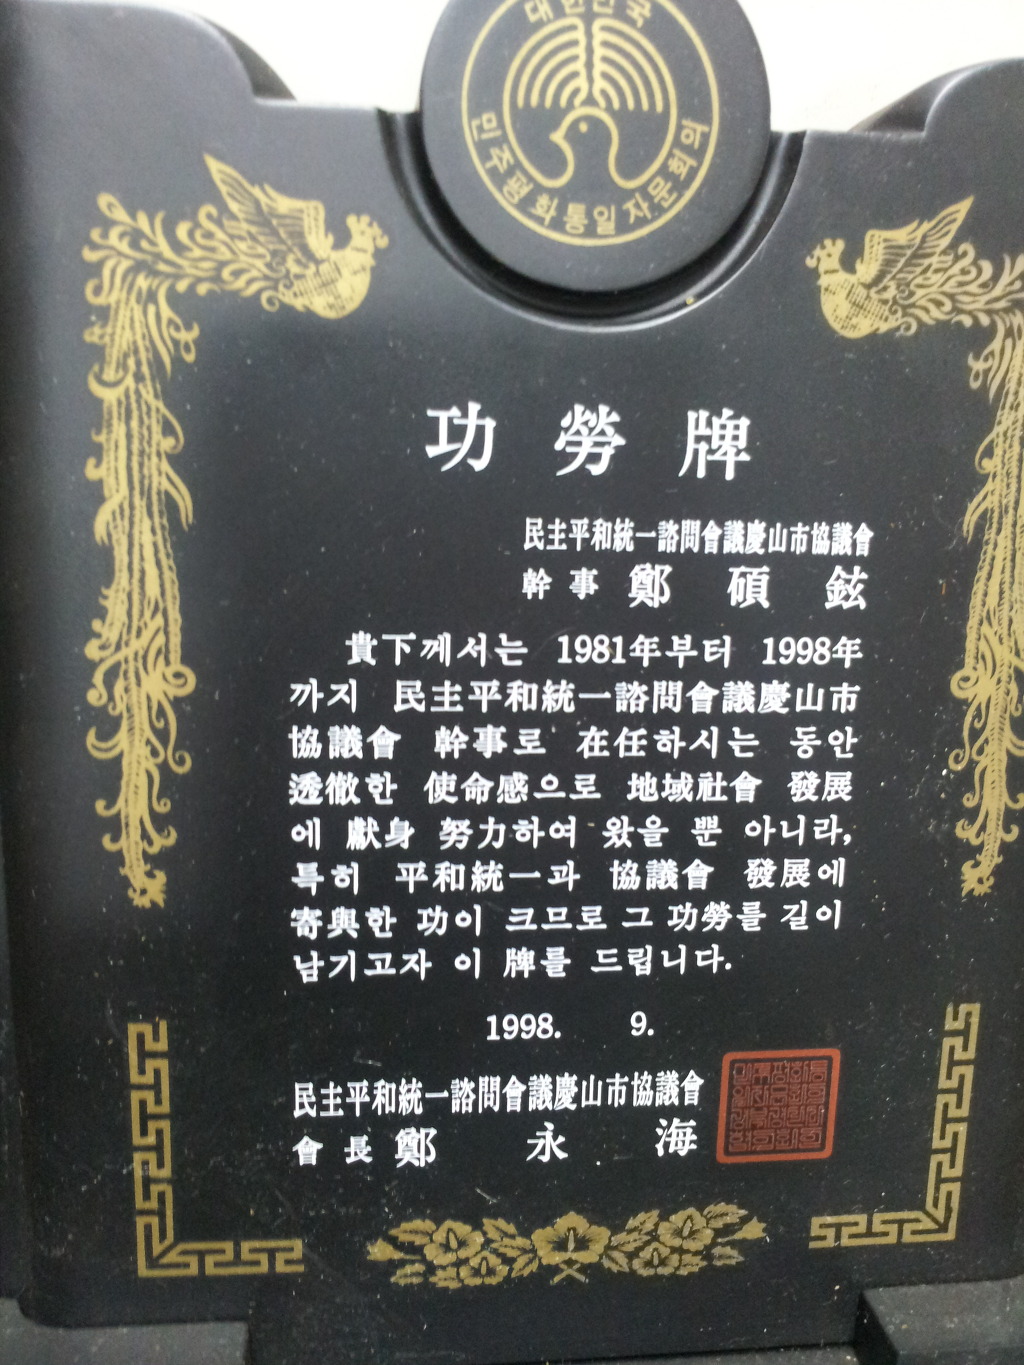 대한민국
민주평화통일자문회의
功 勞 牌
民主平和統一諮問會議慶山市協議會
幹 事 鄭 碩 鉉
貴下께서는 1981年부터 1998年
까지 民主平和統一諮問會議慶山市
協議會 幹事로 在任하시는 동안
透徹한 使命感으로 地域社會 發展
에 獻身 努力하여 왔을 뿐 아니라,
특히 平和統一과 協議會 發展에
寄與한 功이 크므로 그 功勞를 길이
남기고자 이 牌를 드립니다.
1998. 9.
民主平和統一諮問會議慶山市協議會
會 長 鄭 永 海